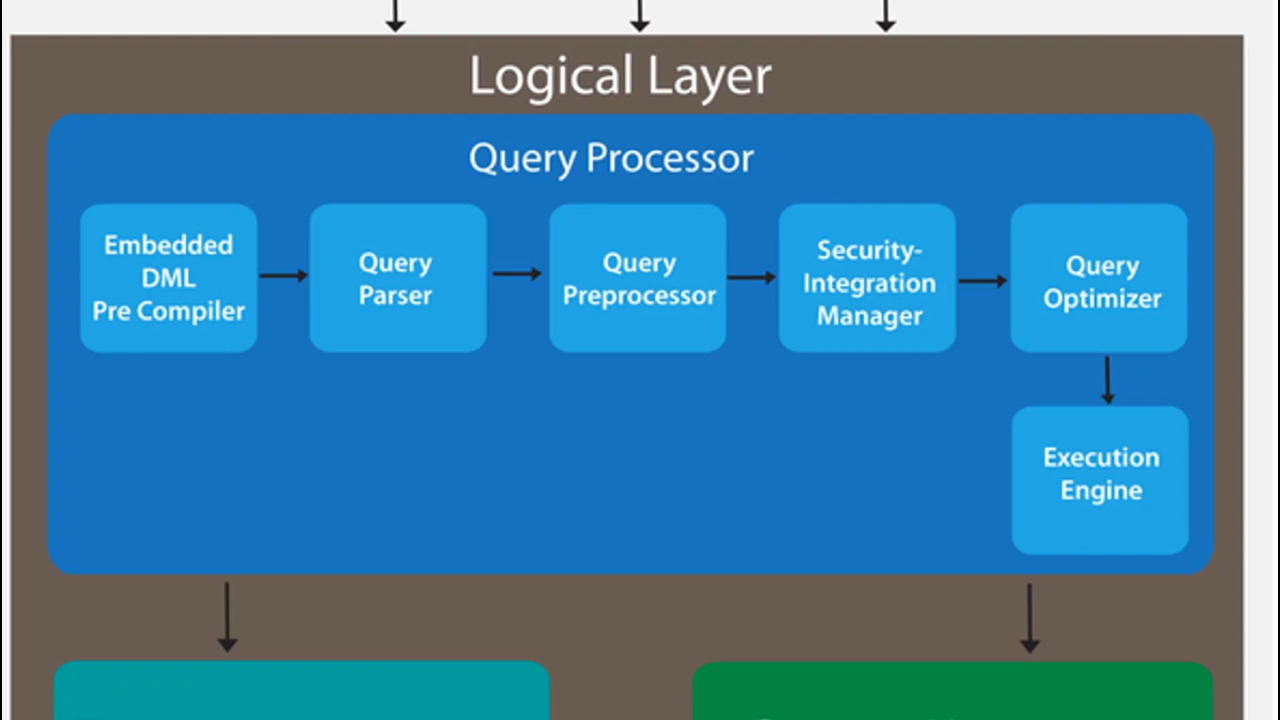 Logical Layer
Query Processor
Embedded
DML
Pre Compiler
Query
Parser
Query
Preprocessor
Security-
Integration
Manager
Query
Optimizer
Execution
Engine